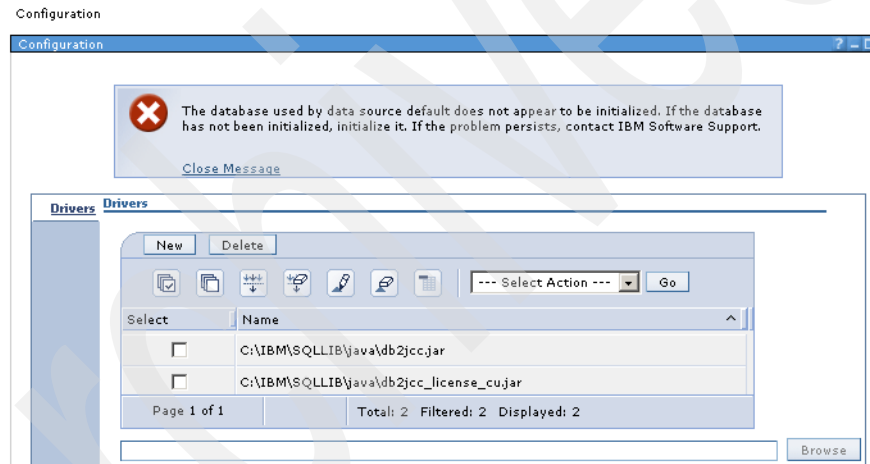 Configuration
Configuration ? –
The database used by data source default does not appear to be initialized. If the database
has not been initialized, initialize it. If the problem persists, contact IBM Software Support.
Close Message
Drivers Drivers
New Delete
--- Select Action --- Go
Select Name ^
C:\IBM\SQLLIB\java\db2jcc.jar
C:\IBM\SQLLIB\java\db2jcc_license_cu.jar
Page 1 of 1 Total: 2 Filtered: 2 Displayed: 2
Browse